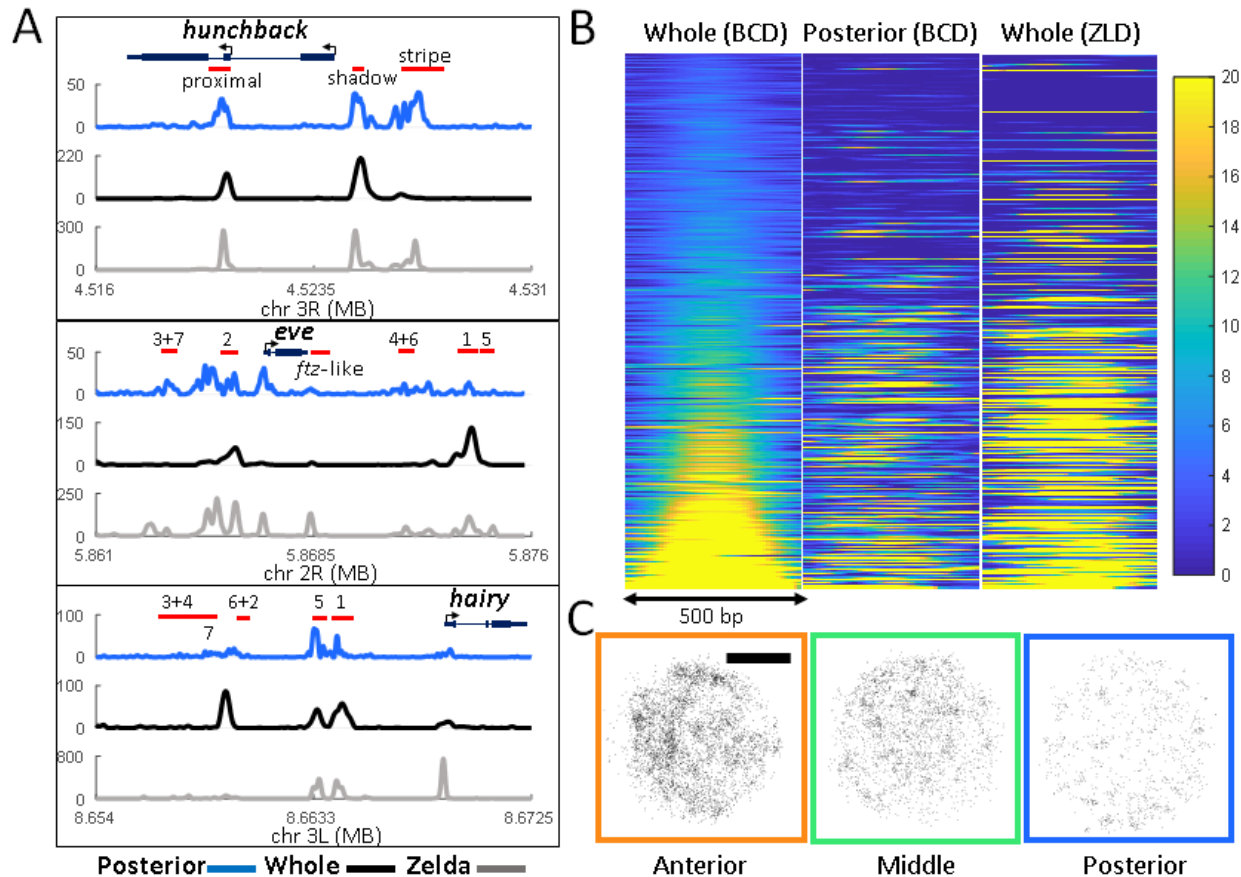 A
hunchback
proximal
shadow
stripe
50
0
220
0
300
0
4.516
4.5235
4.531
chr 3R (MB)
3+7
2
eve
ftz-like
4+6
1
5
50
0
150
0
250
0
5.861
5.8685
5.876
chr 2R (MB)
3+4
7
6+2
5
1
hairy
100
0
100
0
800
0
8.654
8.6633
8.6725
chr 3L (MB)
Posterior
Whole
Zelda
B
Whole (BCD)
Posterior (BCD)
Whole (ZLD)
20
18
16
14
12
10
8
6
4
2
0
500 bp
C
Anterior
Middle
Posterior